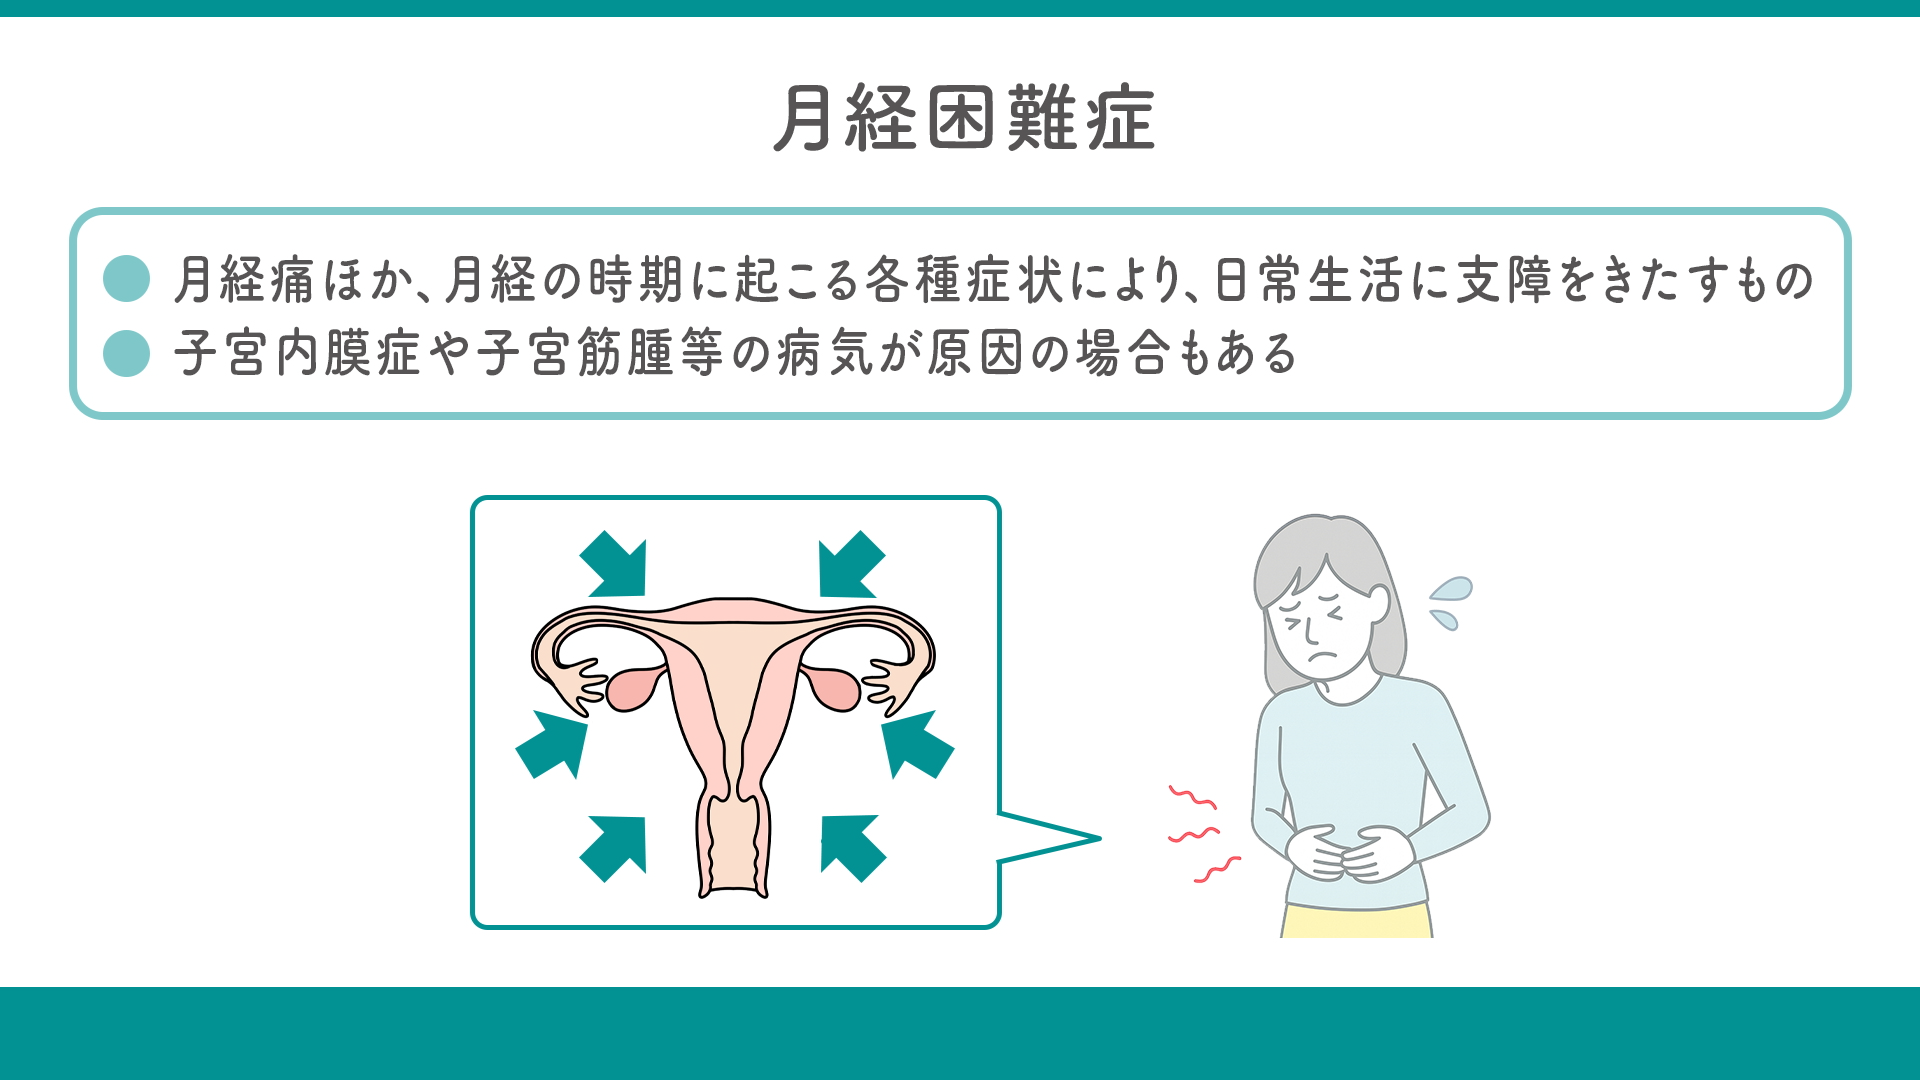 月経困難症
月経痛ほか、月経の時期に起こる各種症状により、日常生活に支障をきたすもの
子宮内膜症や子宮筋腫等の病気が原因の場合もある